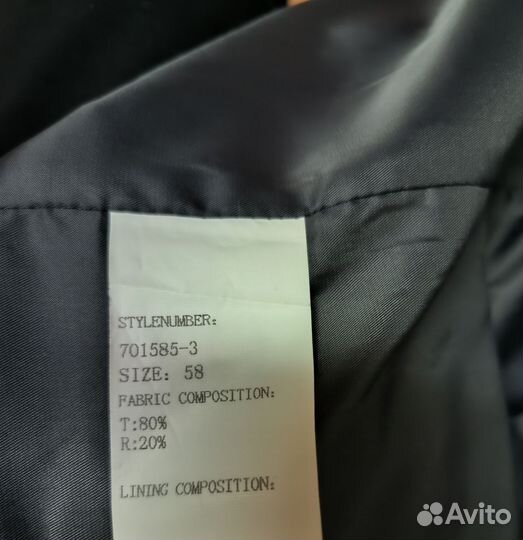 STYLENUMBER:
701585-3
SIZE: 58
FABRIC COMPOSITION:
T:80%
R:20%
LINING COMPOSITION:
Avito